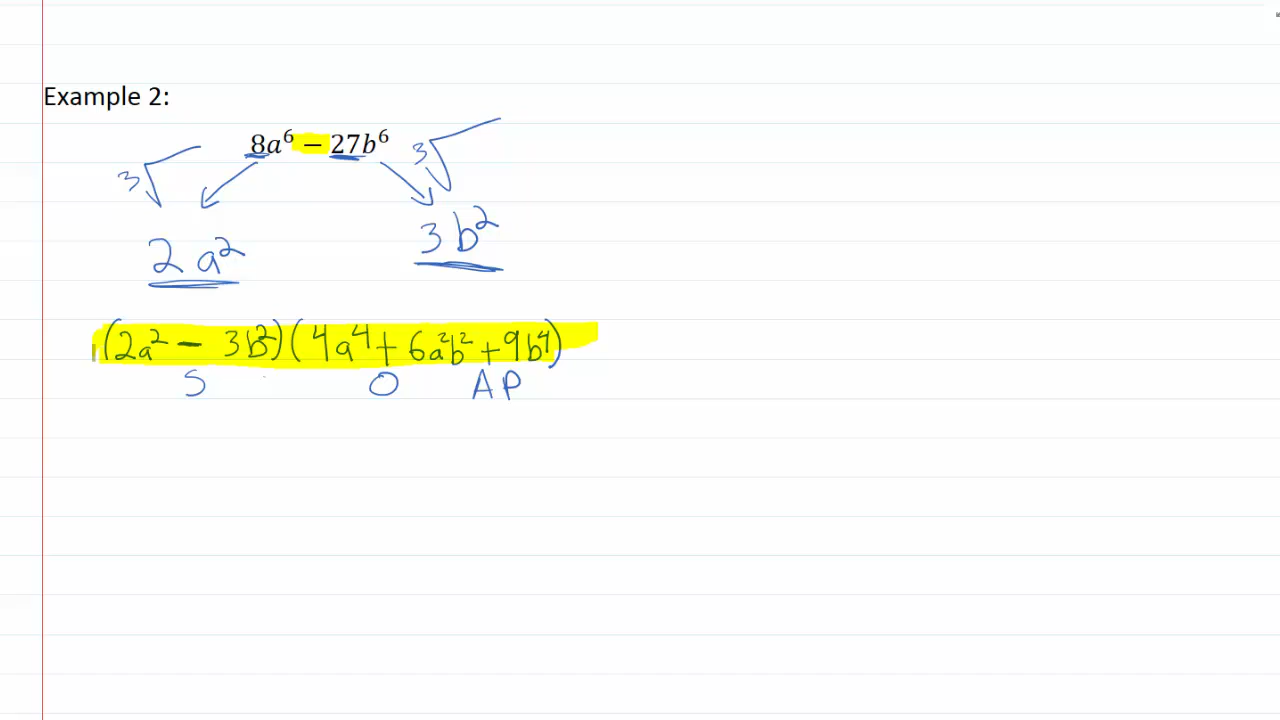 Example 2:
8a⁶ − 27b⁶
3√ 3√
2a² 3b²
(2a² − 3b²)(4a⁴ + 6a²b² + 9b⁴)
S O AP